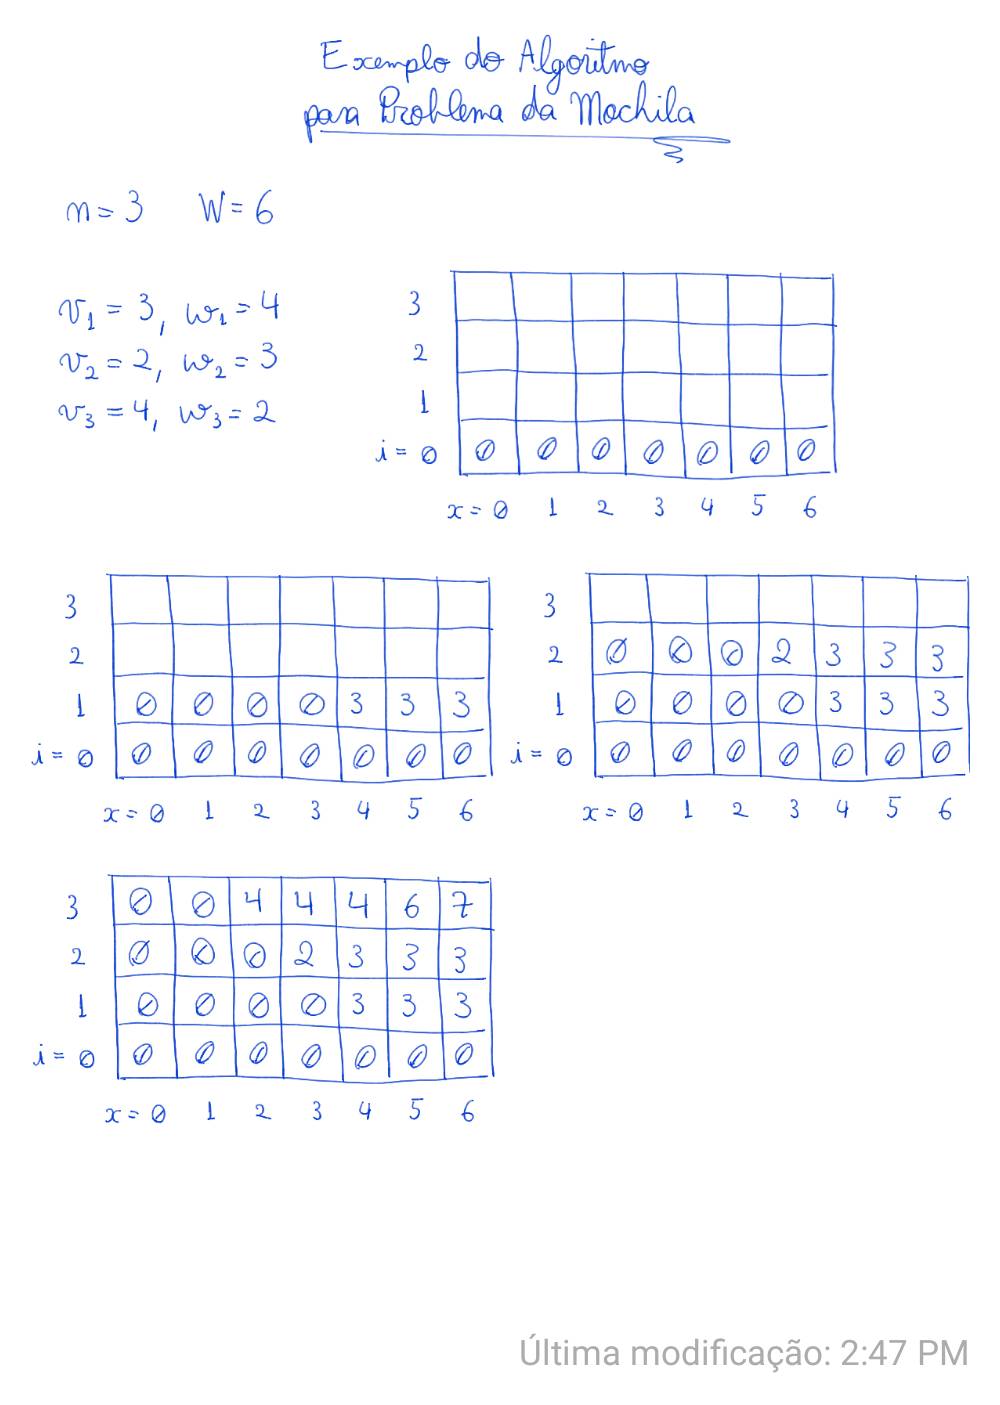 Exemplo do Algoritmo
para Problema da Mochila
n = 3 W = 6
v1 = 3, w1 = 4
v2 = 2, w2 = 3
v3 = 4, w3 = 2
3
2
1
i = 0 0 0 0 0 0 0 0
x = 0 1 2 3 4 5 6
3
2
1 0 0 0 0 3 3 3
i = 0 0 0 0 0 0 0 0
x = 0 1 2 3 4 5 6
3
2 0 0 0 2 3 3 3
1 0 0 0 0 3 3 3
i = 0 0 0 0 0 0 0 0
x = 0 1 2 3 4 5 6
3 0 0 4 4 4 6 7
2 0 0 0 2 3 3 3
1 0 0 0 0 3 3 3
i = 0 0 0 0 0 0 0 0
x = 0 1 2 3 4 5 6
Última modificação: 2:47 PM